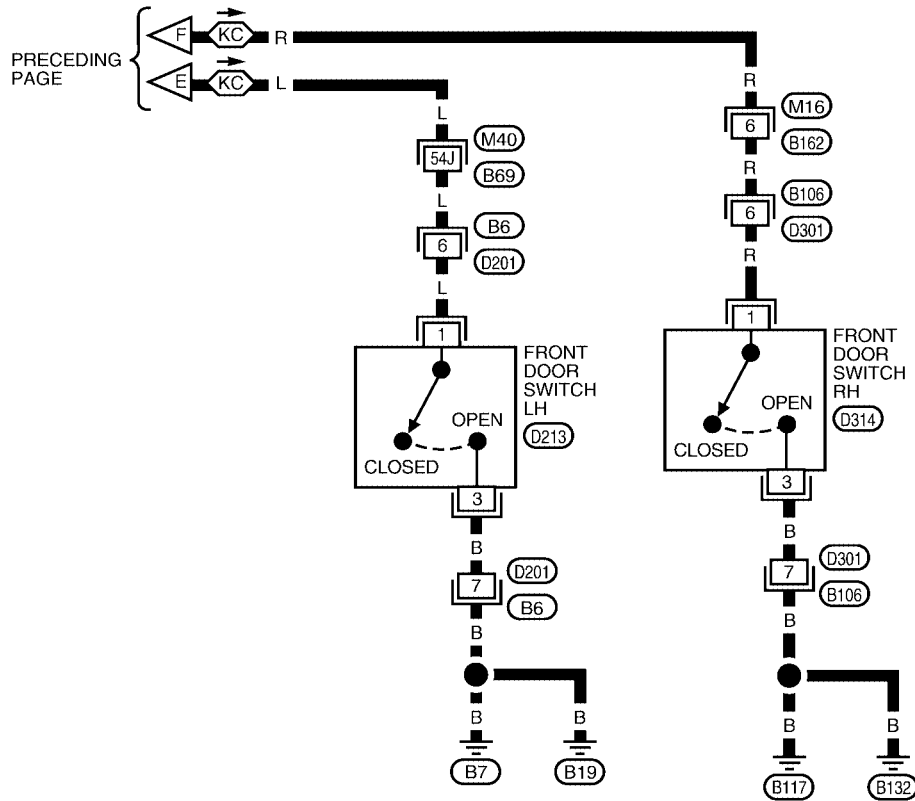 PRECEDING
PAGE
F KC R
E KC L
L
54J
M40
B69
L
6
B6
D201
L
1
FRONT
DOOR
SWITCH
LH
D213
OPEN
CLOSED
3
B
7
D201
B6
B
B
B
B7
B19
R
6
M16
B162
R
6
B106
D301
R
1
FRONT
DOOR
SWITCH
RH
D314
OPEN
CLOSED
3
B
7
D301
B106
B
B
B
B117
B132